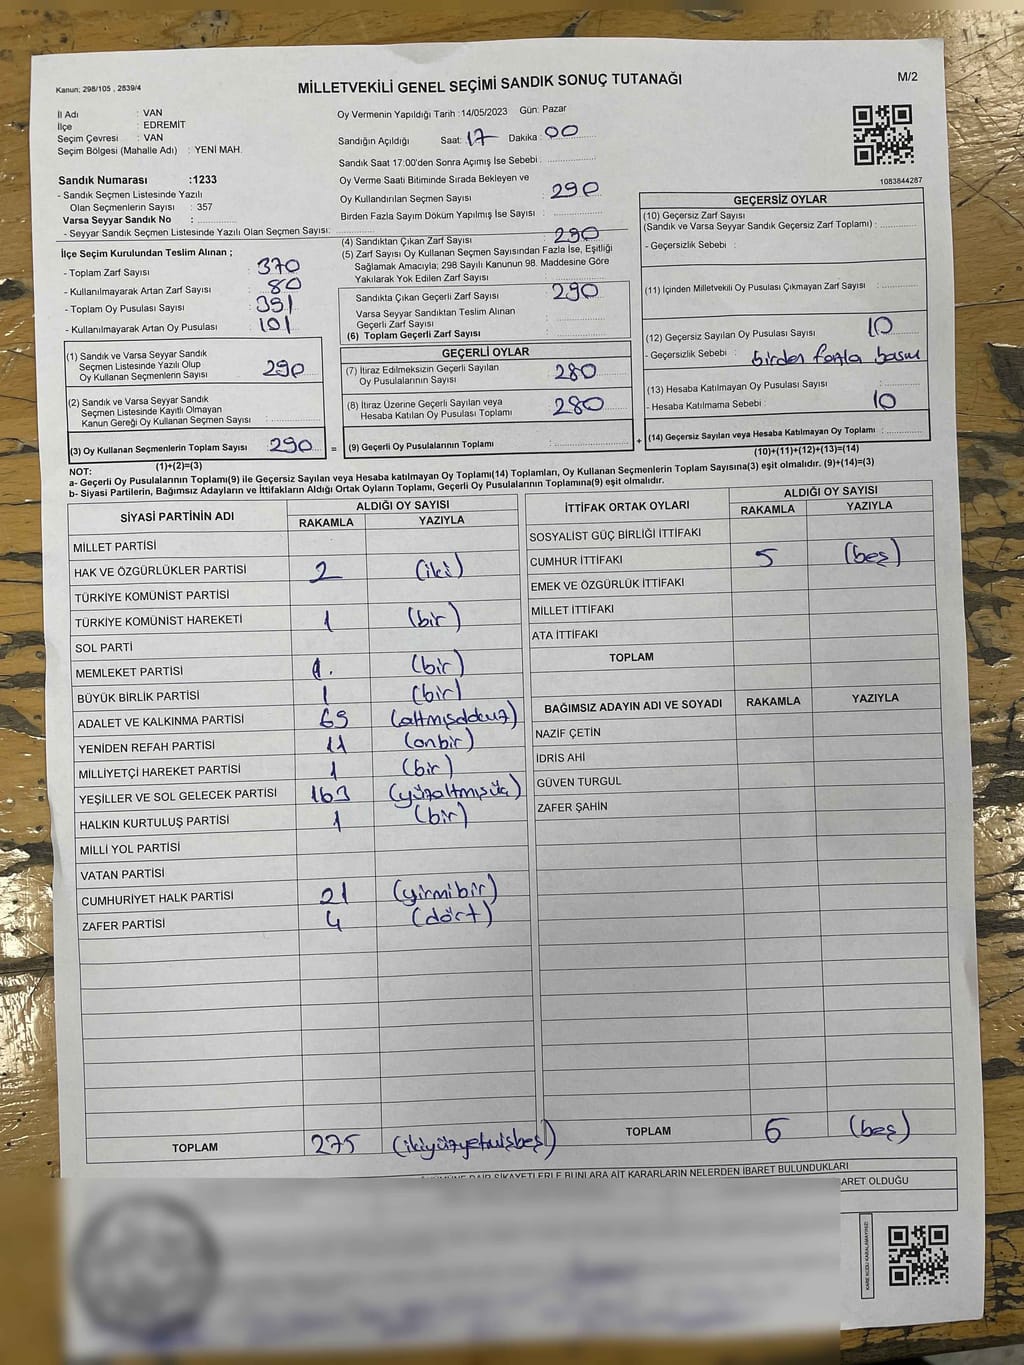 Kanun; 298/105 , 2839/4
MİLLETVEKİLİ GENEL SEÇİMİ SANDIK SONUÇ TUTANAĞI
M/2
İl Adı : VAN
İlçe : EDREMİT
Seçim Çevresi : VAN
Seçim Bölgesi (Mahalle Adı) : YENİ MAH.
Sandık Numarası :1233
- Sandık Seçmen Listesinde Yazılı
Olan Seçmenlerin Sayısı : 357
Varsa Seyyar Sandık No :
- Seyyar Sandık Seçmen Listesinde Yazılı Olan Seçmen Sayısı:
Oy Vermenin Yapıldığı Tarih :14/05/2023 Gün: Pazar
Sandığın Açıldığı Saat: 17 Dakika : 00
Sandık Saat 17:00'den Sonra Açımış İse Sebebi :
Oy Verme Saati Bitiminde Sırada Bekleyen ve
Oy Kullandırılan Seçmen Sayısı : 290
Birden Fazla Sayım Döküm Yapılmış İse Sayısı :
1083844287
İlçe Seçim Kurulundan Teslim Alınan ;
- Toplam Zarf Sayısı : 370
- Kullanılmayarak Artan Zarf Sayısı : 80
- Toplam Oy Pusulası Sayısı : 391
- Kullanılmayarak Artan Oy Pusulası : 101
(1) Sandık ve Varsa Seyyar Sandık
Seçmen Listesinde Yazılı Olup
Oy Kullanan Seçmenlerin Sayısı : 290
(2) Sandık ve Varsa Seyyar Sandık
Seçmen Listesinde Kayıtlı Olmayan
Kanun Gereği Oy Kullanan Seçmen Sayısı :
(3) Oy Kullanan Seçmenlerin Toplam Sayısı : 290 =
(1)+(2)=(3)
(4) Sandıktan Çıkan Zarf Sayısı : 290
(5) Zarf Sayısı Oy Kullanan Seçmen Sayısından Fazla İse, Eşitliği
Sağlamak Amacıyla; 298 Sayılı Kanunun 98. Maddesine Göre
Yakılarak Yok Edilen Zarf Sayısı :
Sandıkta Çıkan Geçerli Zarf Sayısı : 290
Varsa Seyyar Sandıktan Teslim Alınan
Geçerli Zarf Sayısı :
(6) Toplam Geçerli Zarf Sayısı :
GEÇERLİ OYLAR
(7) İtiraz Edilmeksizin Geçerli Sayılan
Oy Pusulalarının Sayısı : 280
(8) İtiraz Üzerine Geçerli Sayılan veya
Hesaba Katılan Oy Pusulası Toplamı : 280
(9) Geçerli Oy Pusulalarının Toplamı : +
GEÇERSİZ OYLAR
(10) Geçersiz Zarf Sayısı
(Sandık ve Varsa Seyyar Sandık Geçersiz Zarf Toplamı) :
- Geçersizlik Sebebi :
(11) İçinden Milletvekili Oy Pusulası Çıkmayan Zarf Sayısı :
(12) Geçersiz Sayılan Oy Pusulası Sayısı : 10
- Geçersizlik Sebebi : birden fazla basım
(13) Hesaba Katılmayan Oy Pusulası Sayısı :
- Hesaba Katılmama Sebebi : 10
(14) Geçersiz Sayılan veya Hesaba Katılmayan Oy Toplamı :
(10)+(11)+(12)+(13)=(14)
NOT:
a- Geçerli Oy Pusulalarının Toplamı(9) ile Geçersiz Sayılan veya Hesaba katılmayan Oy Toplamı(14) Toplamları, Oy Kullanan Seçmenlerin Toplam Sayısına(3) eşit olmalıdır. (9)+(14)=(3)
b- Siyasi Partilerin, Bağımsız Adayların ve İttifakların Aldığı Ortak Oyların Toplamı, Geçerli Oy Pusulalarının Toplamına(9) eşit olmalıdır.
SİYASİ PARTİNİN ADI ALDIĞI OY SAYISI
RAKAMLA YAZIYLA
MİLLET PARTİSİ
HAK VE ÖZGÜRLÜKLER PARTİSİ 2 (iki)
TÜRKİYE KOMÜNİST PARTİSİ
TÜRKİYE KOMÜNİST HAREKETİ 1 (bir)
SOL PARTİ
MEMLEKET PARTİSİ 1. (bir)
BÜYÜK BİRLİK PARTİSİ 1 (bir)
ADALET VE KALKINMA PARTİSİ 69 (altmışdokuz)
YENİDEN REFAH PARTİSİ 11 (onbir)
MİLLİYETÇİ HAREKET PARTİSİ 1 (bir)
YEŞİLLER VE SOL GELECEK PARTİSİ 163 (yüzaltmışüç)
HALKIN KURTULUŞ PARTİSİ 1 (bir)
MİLLİ YOL PARTİSİ
VATAN PARTİSİ
CUMHURİYET HALK PARTİSİ 21 (yirmibir)
ZAFER PARTİSİ 4 (dört)
TOPLAM 275 (ikiyüzyetmişbeş)
İTTİFAK ORTAK OYLARI ALDIĞI OY SAYISI
RAKAMLA YAZIYLA
SOSYALİST GÜÇ BİRLİĞİ İTTİFAKI
CUMHUR İTTİFAKI 5 (beş)
EMEK VE ÖZGÜRLÜK İTTİFAKI
MİLLET İTTİFAKI
ATA İTTİFAKI
TOPLAM
BAĞIMSIZ ADAYIN ADI VE SOYADI RAKAMLA YAZIYLA
NAZİF ÇETİN
İDRİS AHİ
GÜVEN TURGUL
ZAFER ŞAHİN
TOPLAM 5 (beş)
DAİR ŞİKAYETLERLE BUNLARA AİT KARARLARIN NELERDEN İBARET BULUNDUKLARI
OLDUĞU